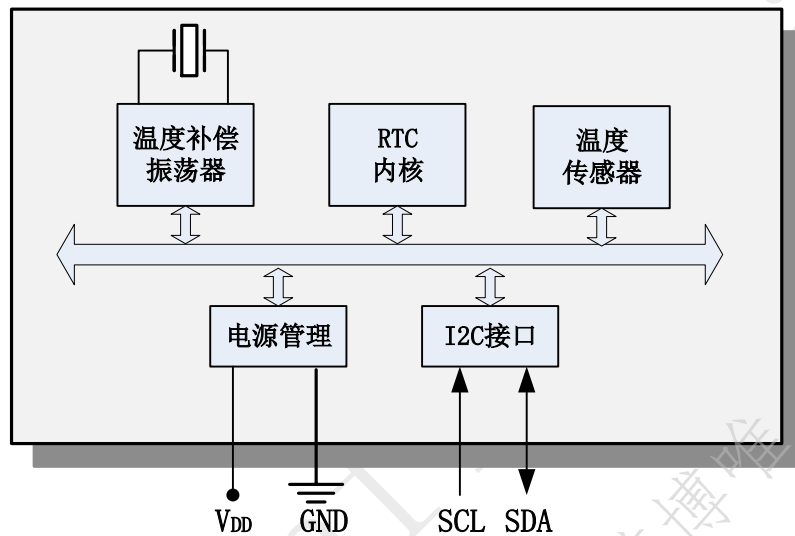 温度补偿
振荡器
RTC
内核
温度
传感器
电源管理
I2C接口
VDD
GND
SCL
SDA